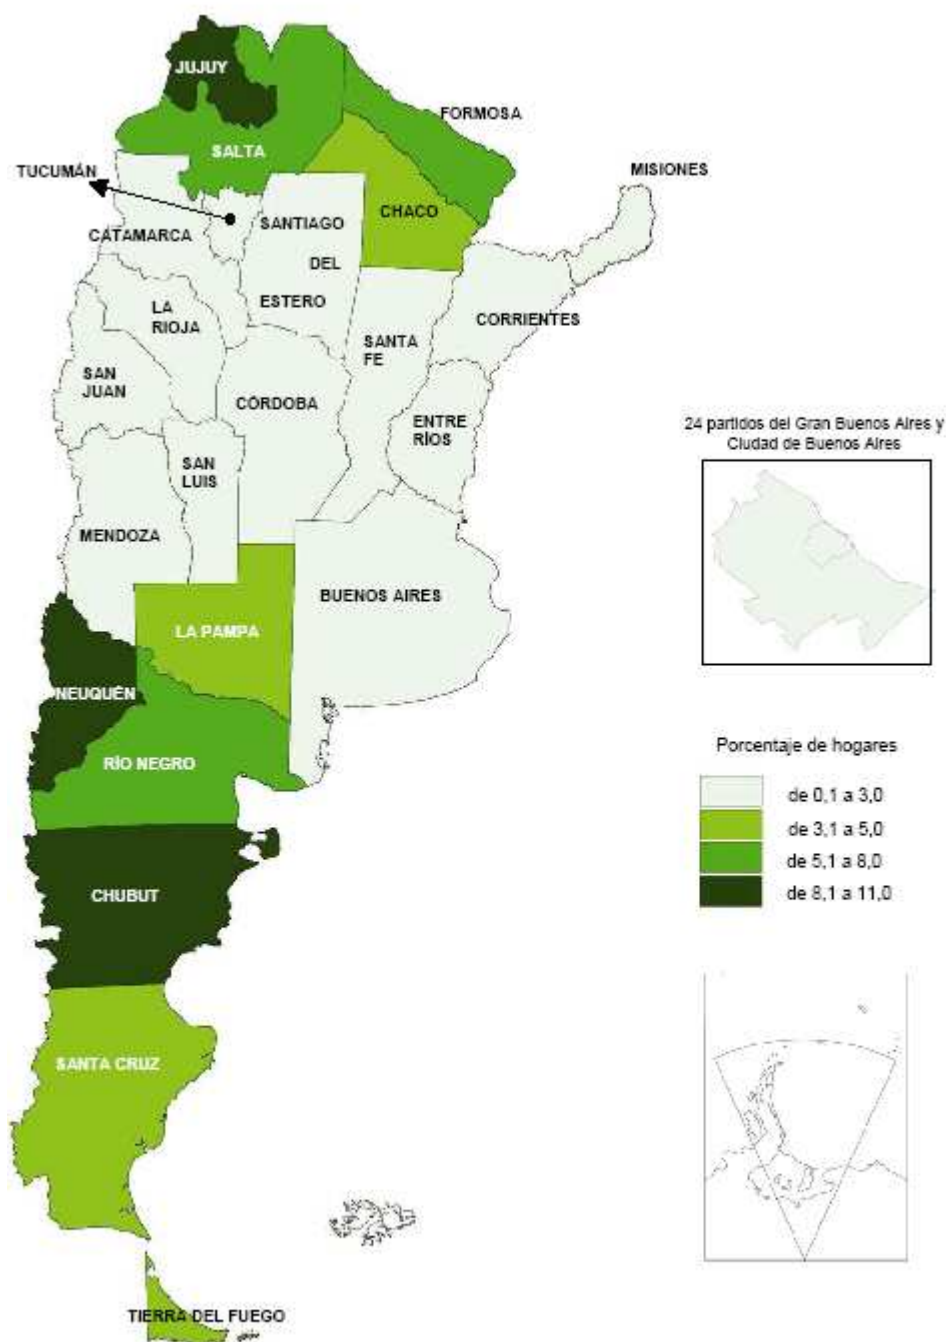 JUJUY
FORMOSA
SALTA
MISIONES
TUCUMÁN
CHACO
SANTIAGO
CATAMARCA
DEL
ESTERO
LA
RIOJA
CORRIENTES
SANTA
FE
SAN
JUAN
CÓRDOBA
ENTRE
RÍOS
24 partidos del Gran Buenos Aires y
Ciudad de Buenos Aires
SAN
LUIS
MENDOZA
BUENOS AIRES
LA PAMPA
NEUQUÉN
RÍO NEGRO
Porcentaje de hogares
de 0,1 a 3,0
de 3,1 a 5,0
de 5,1 a 8,0
de 8,1 a 11,0
CHUBUT
SANTA CRUZ
TIERRA DEL FUEGO